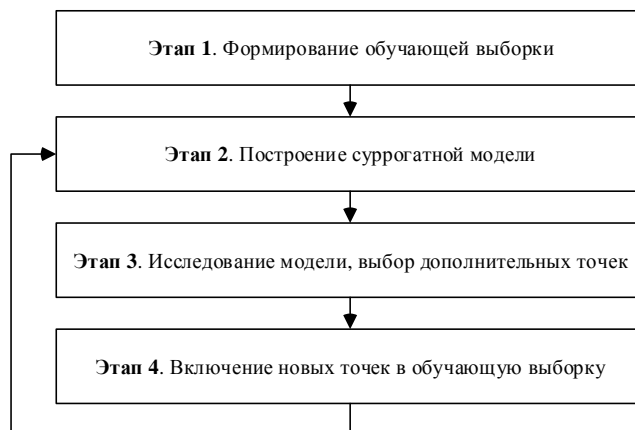 Этап 1. Формирование обучающей выборки
Этап 2. Построение суррогатной модели
Этап 3. Исследование модели, выбор дополнительных точек
Этап 4. Включение новых точек в обучающую выборку